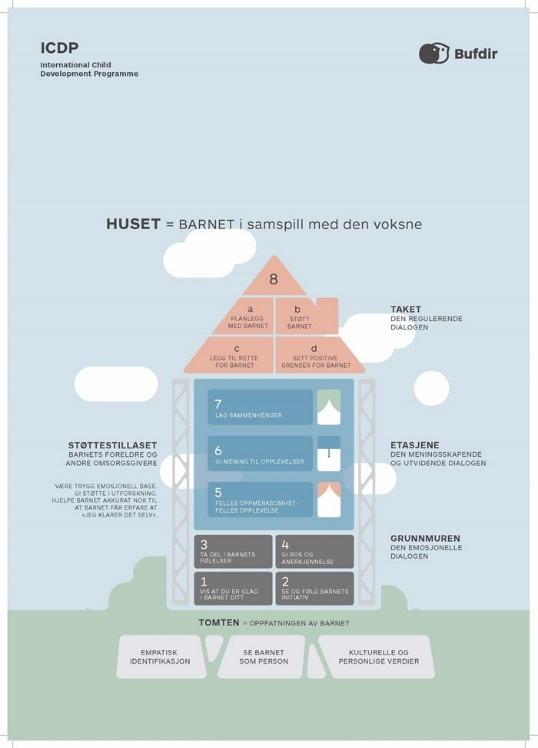 ICDP
International Child
Development Programme
Bufdir
HUSET = BARNET i samspill med den voksne
8
a
PLANLEGG
MED BARNET
b
STØTT
BARNET
c
LEGG TIL RETTE
FOR BARNET
d
SETT POSITIVE
GRENSER FOR BARNET
TAKET
DEN REGULERENDE
DIALOGEN
7
LAG SAMMENHENGER
6
GI MENING TIL OPPLEVELSER
5
FELLES OPPMERKSOMHET -
FELLES OPPLEVELSE
STØTTESTILLASET
BARNETS FORELDRE OG
ANDRE OMSORGSGIVERE
VÆRE TRYGG EMOSJONELL BASE.
GI STØTTE I UTFORSKNING.
HJELPE BARNET AKKURAT NOK TIL
AT BARNET FÅR ERFARE AT
«JEG KLARER DET SELV».
ETASJENE
DEN MENINGSSKAPENDE
OG UTVIDENDE DIALOGEN
3
TA DEL I BARNETS
FØLELSER
4
GI ROS OG
ANERKJENNELSE
1
VIS AT DU ER GLAD
I BARNET DITT
2
SE OG FØLG BARNETS
INITIATIV
GRUNNMUREN
DEN EMOSJONELLE
DIALOGEN
TOMTEN = OPPFATNINGEN AV BARNET
EMPATISK
IDENTIFIKASJON
SE BARNET
SOM PERSON
KULTURELLE OG
PERSONLIGE VERDIER